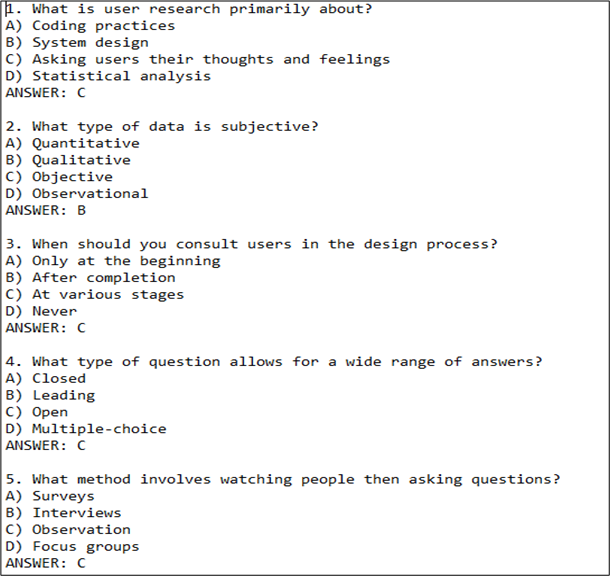 1. What is user research primarily about?
A) Coding practices
B) System design
C) Asking users their thoughts and feelings
D) Statistical analysis
ANSWER: C

2. What type of data is subjective?
A) Quantitative
B) Qualitative
C) Objective
D) Observational
ANSWER: B

3. When should you consult users in the design process?
A) Only at the beginning
B) After completion
C) At various stages
D) Never
ANSWER: C

4. What type of question allows for a wide range of answers?
A) Closed
B) Leading
C) Open
D) Multiple-choice
ANSWER: C

5. What method involves watching people then asking questions?
A) Surveys
B) Interviews
C) Observation
D) Focus groups
ANSWER: C